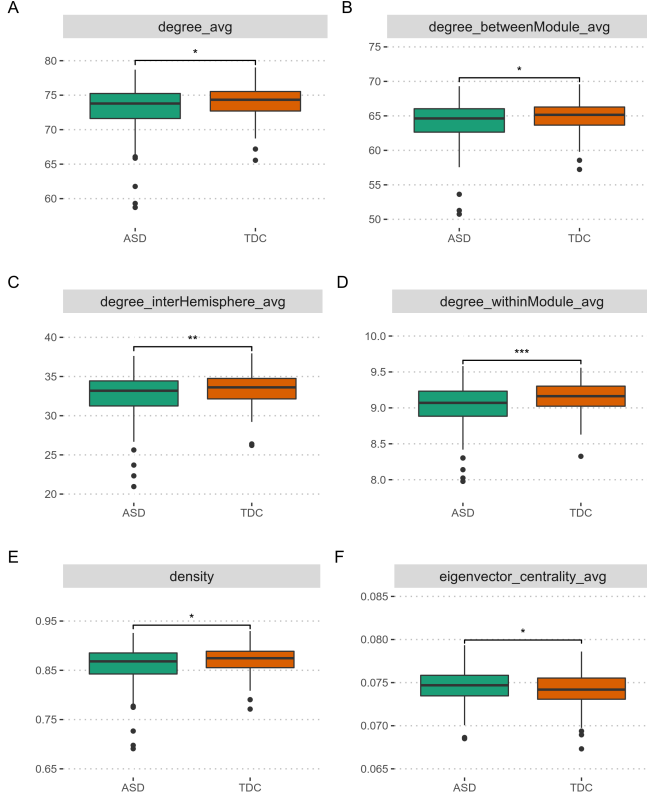 A
degree_avg
*
80
75
70
65
60
ASD TDC
B
degree_betweenModule_avg
*
75
70
65
60
55
50
ASD TDC
C
degree_interHemisphere_avg
**
40
35
30
25
20
ASD TDC
D
degree_withinModule_avg
***
10.0
9.5
9.0
8.5
8.0
ASD TDC
E
density
*
0.95
0.85
0.75
0.65
ASD TDC
F
eigenvector_centrality_avg
0.085
*
0.080
0.075
0.070
0.065
ASD TDC